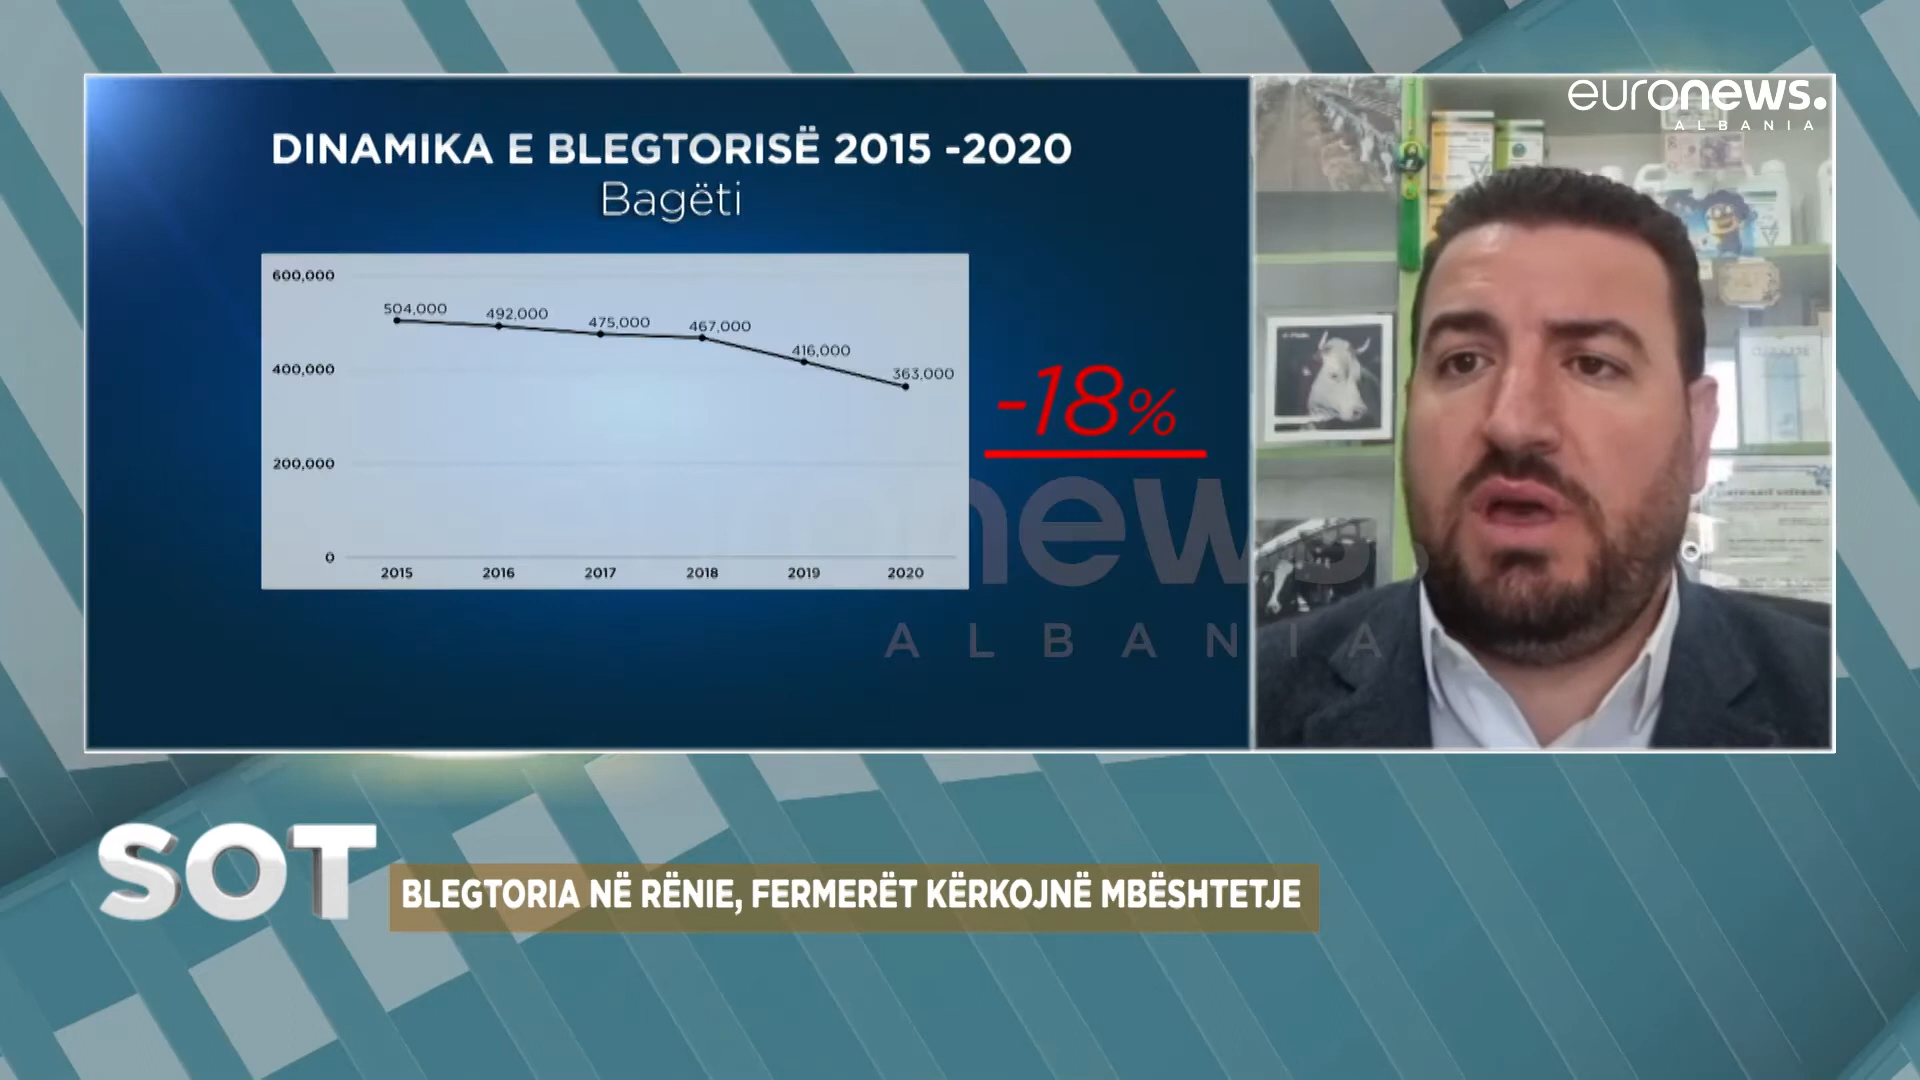 euronews.
ALBANIA
DINAMIKA E BLEGTORISË 2015 -2020
Bagëti
600,000
400,000
200,000
0
504,000
492,000
475,000
467,000
416,000
363,000
2015
2016
2017
2018
2019
2020
-18%
news.
ALBANIA
SOT
BLEGTORIA NË RËNIE, FERMERËT KËRKOJNË MBËSHTETJE